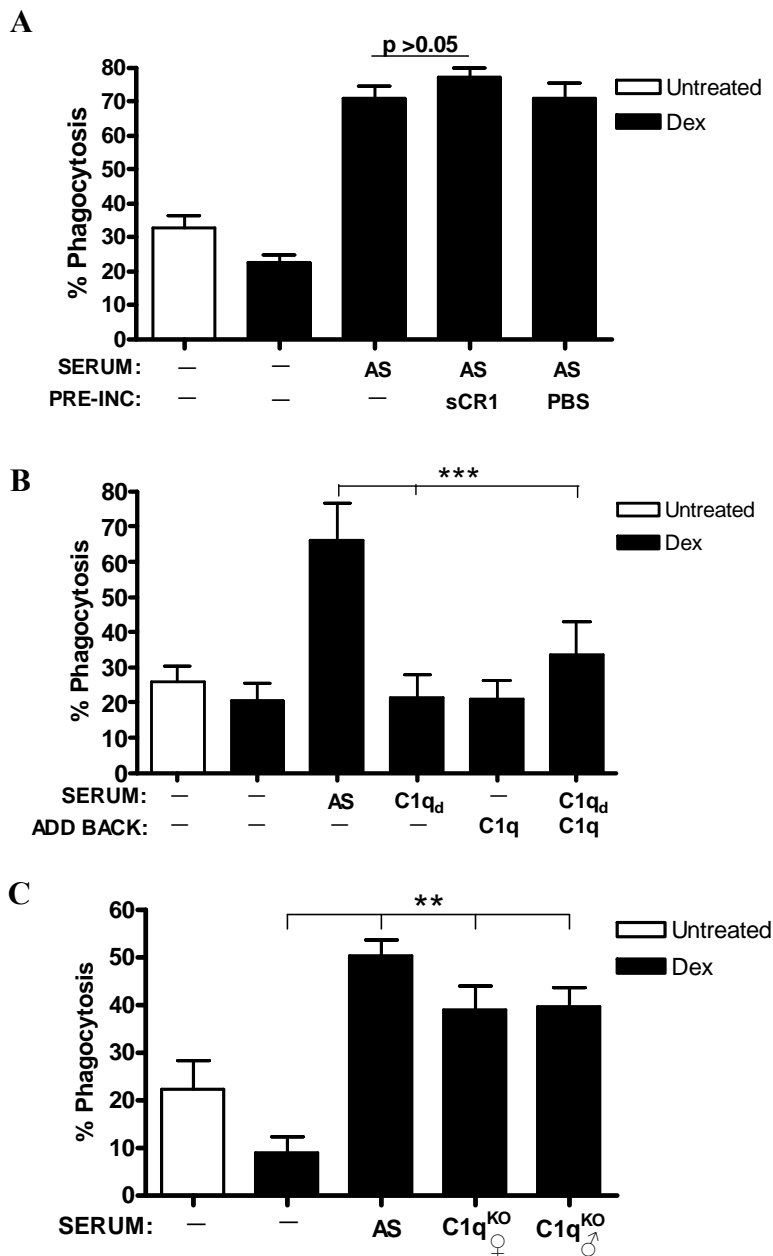 A
p >0.05
Untreated
Dex
% Phagocytosis
80
70
60
50
40
30
20
10
0
SERUM: — — AS AS AS
PRE-INC: — — — sCR1 PBS
B
***
Untreated
Dex
% Phagocytosis
80
70
60
50
40
30
20
10
0
SERUM: — — AS C1qd — C1qd
ADD BACK: — — — — C1q C1q
C
**
Untreated
Dex
% Phagocytosis
60
50
40
30
20
10
0
SERUM: — — AS C1qKO C1qKO
♀ ♂